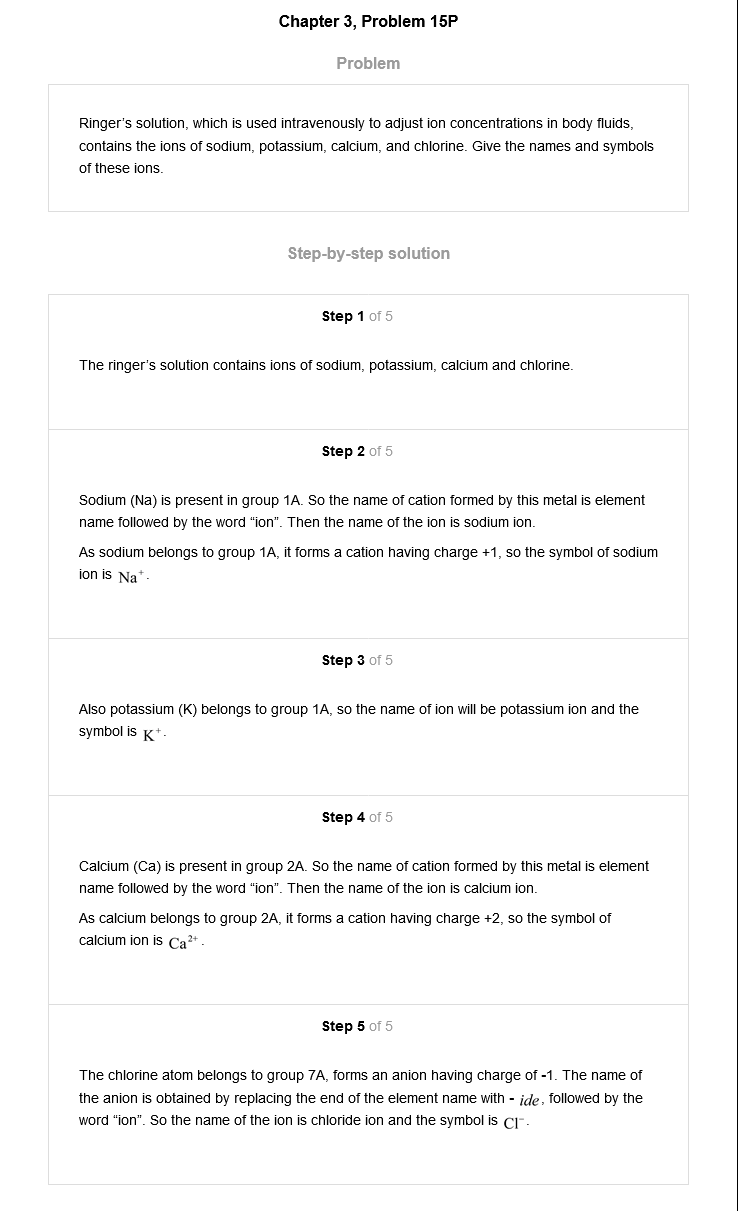 Chapter 3, Problem 15P
Problem
Ringer’s solution, which is used intravenously to adjust ion concentrations in body fluids,
contains the ions of sodium, potassium, calcium, and chlorine. Give the names and symbols
of these ions.
Step-by-step solution
Step 1 of 5
The ringer’s solution contains ions of sodium, potassium, calcium and chlorine.
Step 2 of 5
Sodium (Na) is present in group 1A. So the name of cation formed by this metal is element
name followed by the word “ion”. Then the name of the ion is sodium ion.
As sodium belongs to group 1A, it forms a cation having charge +1, so the symbol of sodium
ion is Na⁺.
Step 3 of 5
Also potassium (K) belongs to group 1A, so the name of ion will be potassium ion and the
symbol is K⁺.
Step 4 of 5
Calcium (Ca) is present in group 2A. So the name of cation formed by this metal is element
name followed by the word “ion”. Then the name of the ion is calcium ion.
As calcium belongs to group 2A, it forms a cation having charge +2, so the symbol of
calcium ion is Ca²⁺.
Step 5 of 5
The chlorine atom belongs to group 7A, forms an anion having charge of -1. The name of
the anion is obtained by replacing the end of the element name with - ide, followed by the
word “ion”. So the name of the ion is chloride ion and the symbol is Cl⁻.